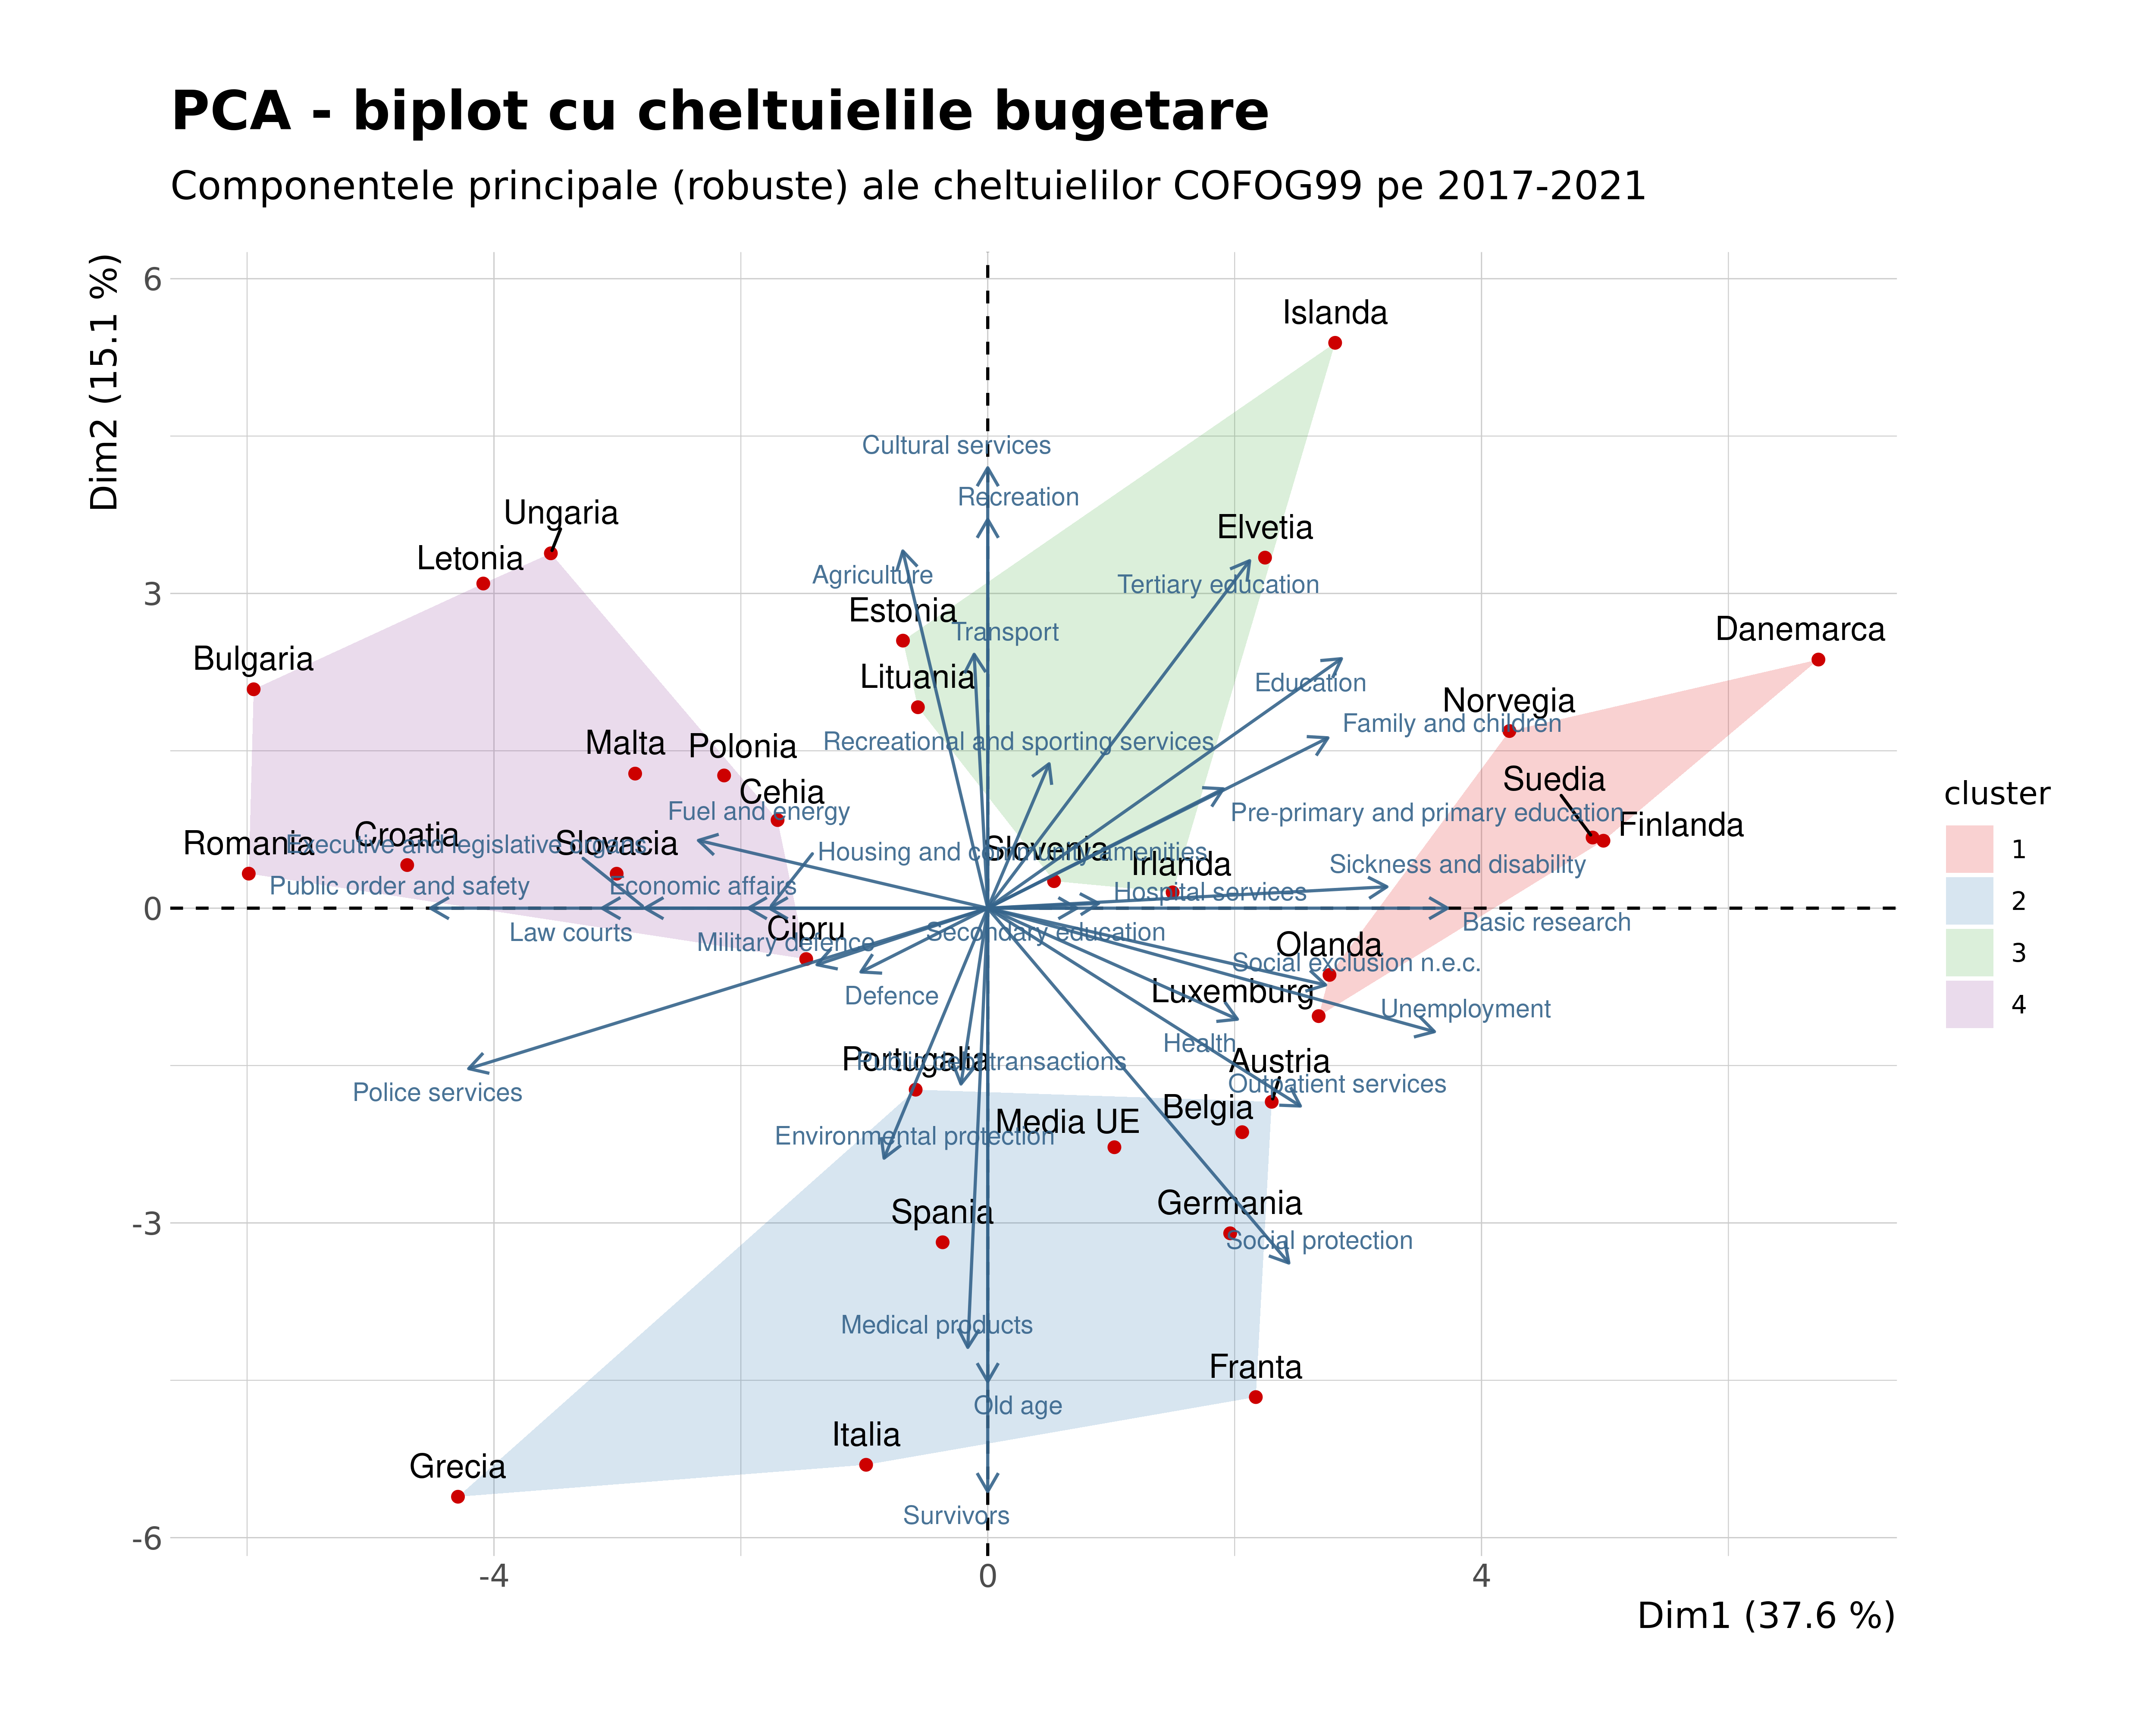 PCA - biplot cu cheltuielile bugetare
Componentele principale (robuste) ale cheltuielilor COFOG99 pe 2017-2021
Dim2 (15.1 %)
6
3
0
-3
-6
Islanda
Cultural services
Recreation
Ungaria
Elvetia
Letonia
Agriculture
Tertiary education
Estonia
Transport
Danemarca
Bulgaria
Lituania
Education
Norvegia
Family and children
Malta
Polonia
Recreational and sporting services
Cehia
Suedia
Fuel and energy
Pre-primary and primary education
Finlanda
Romania
Croatia
Executive and legislative organs
Slovacia
Housing and community amenities
Slovenia
Irlanda
Sickness and disability
Public order and safety
Economic affairs
Hospital services
Law courts
Cipru
Military defence
Secondary education
Basic research
Olanda
Social exclusion n.e.c.
Defence
Luxemburg
Unemployment
Health
Portugalia
Public debt transactions
Austria
Police services
Outpatient services
Belgia
Media UE
Environmental protection
Spania
Germania
Social protection
Medical products
Franta
Old age
Italia
Grecia
Survivors
-4
0
4
Dim1 (37.6 %)
cluster
1
2
3
4